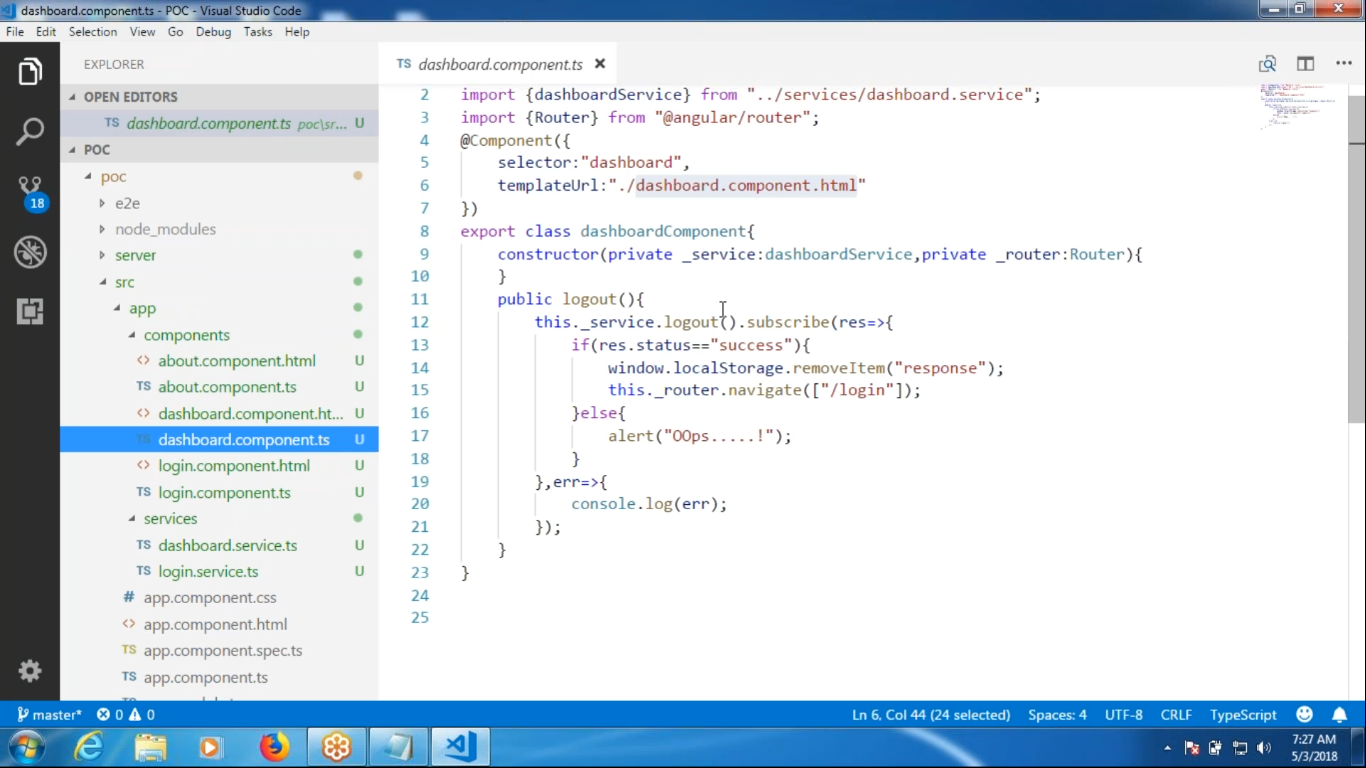 dashboard.component.ts - POC - Visual Studio Code
File Edit Selection View Go Debug Tasks Help
EXPLORER
OPEN EDITORS
TS dashboard.component.ts poc\sr... U
POC
poc
e2e
node_modules
server
src
app
components
<> about.component.html U
TS about.component.ts U
<> dashboard.component.ht... U
TS dashboard.component.ts U
<> login.component.html U
TS login.component.ts U
services
TS dashboard.service.ts U
TS login.service.ts U
# app.component.css
<> app.component.html
TS app.component.spec.ts
TS app.component.ts
18
TS dashboard.component.ts
2 import {dashboardService} from "../services/dashboard.service";
3 import {Router} from "@angular/router";
4 @Component({
5 selector:"dashboard",
6 templateUrl:"./dashboard.component.html"
7 })
8 export class dashboardComponent{
9 constructor(private _service:dashboardService,private _router:Router){
10 }
11 public logout(){
12 this._service.logout().subscribe(res=>{
13 if(res.status=="success"){
14 window.localStorage.removeItem("response");
15 this._router.navigate(["/login"]);
16 }else{
17 alert("OOps.....!");
18 }
19 },err=>{
20 console.log(err);
21 });
22 }
23 }
24
25
master* 0 0 Ln 6, Col 44 (24 selected) Spaces: 4 UTF-8 CRLF TypeScript
7:27 AM
5/3/2018